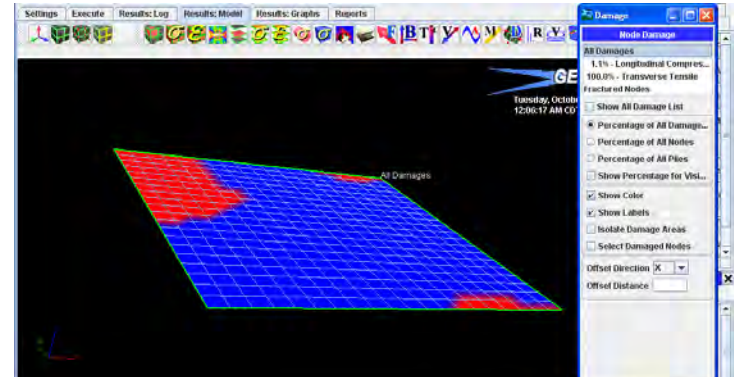 Settings Execute Results: Log Results: Model Results: Graphs Reports
GE
Tuesday, Octob
12:06:17 AM CD
All Damages
Damage
Node Damage
All Damages
1.1% - Longitudinal Compres...
100.0% - Transverse Tensile
Fractured Nodes
Show All Damage List
Percentage of All Damage...
Percentage of All Nodes
Percentage of All Plies
Show Percentage for Visi...
Show Color
Show Labels
Isolate Damage Areas
Select Damaged Nodes
Offset Direction X
Offset Distance